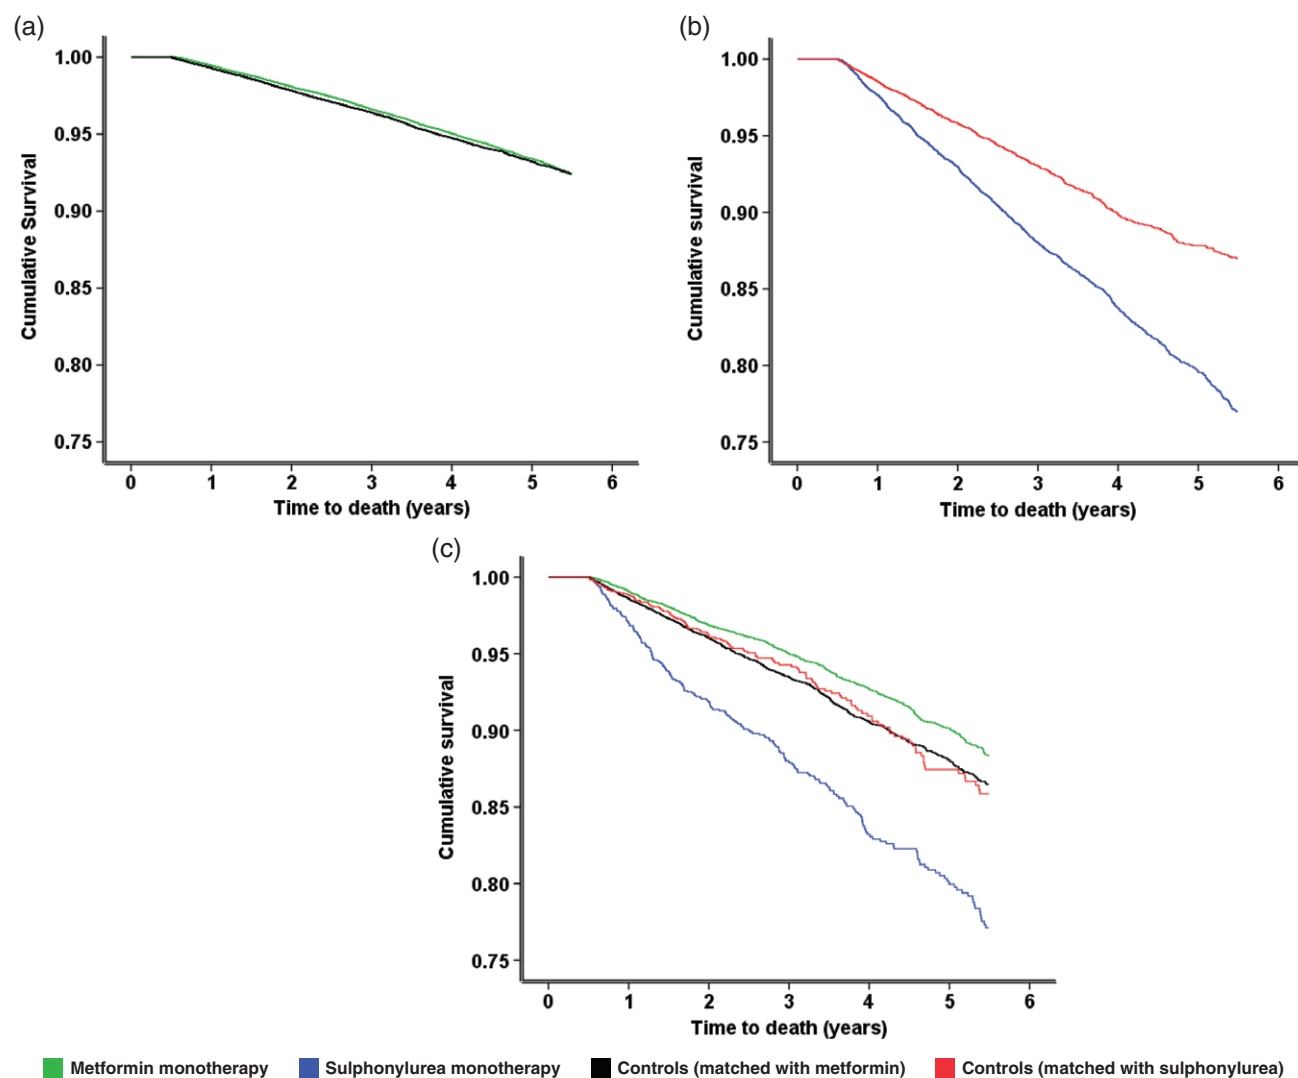 (a)
Cumulative Survival
1.00
0.95
0.90
0.85
0.80
0.75
0 1 2 3 4 5 6
Time to death (years)
(b)
Cumulative survival
1.00
0.95
0.90
0.85
0.80
0.75
0 1 2 3 4 5 6
Time to death (years)
(c)
Cumulative survival
1.00
0.95
0.90
0.85
0.80
0.75
0 1 2 3 4 5 6
Time to death (years)
Metformin monotherapy Sulphonylurea monotherapy Controls (matched with metformin) Controls (matched with sulphonylurea)